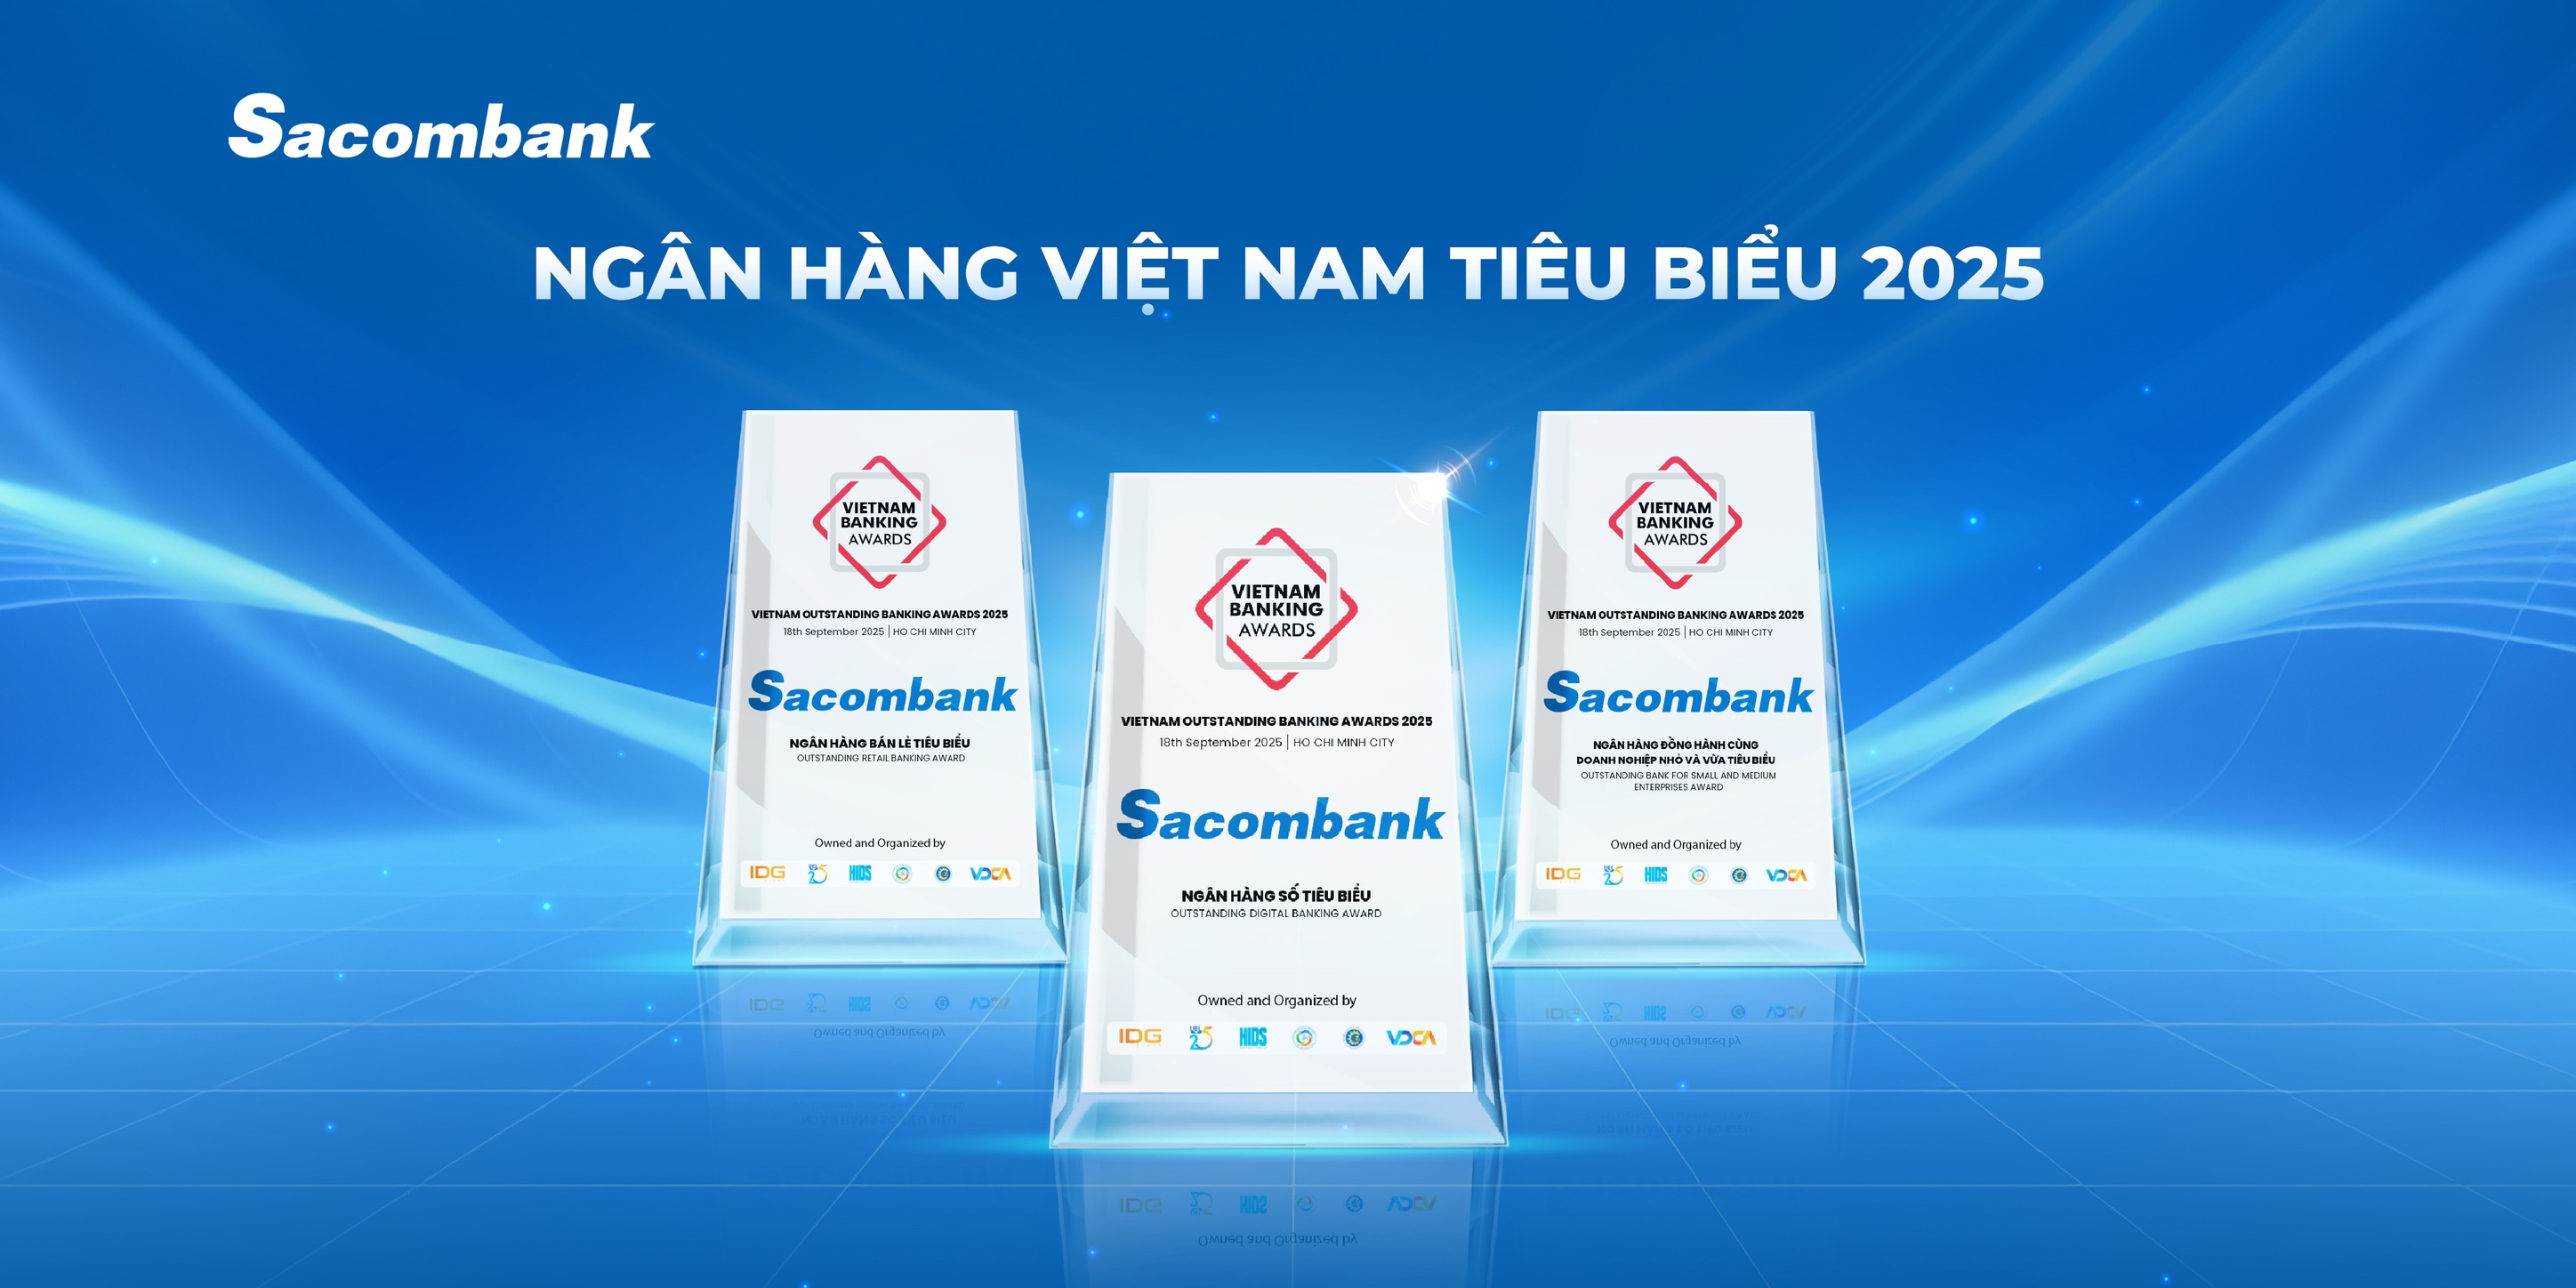 Sacombank
NGÂN HÀNG VIỆT NAM TIÊU BIỂU 2025
VIETNAM
BANKING
AWARDS
VIETNAM OUTSTANDING BANKING AWARDS 2025
18th September 2025 | HO CHI MINH CITY
Sacombank
NGÂN HÀNG BÁN LẺ TIÊU BIỂU
OUTSTANDING RETAIL BANKING AWARD
Owned and Organized by
IDG HIDS VDCA
VIETNAM
BANKING
AWARDS
VIETNAM OUTSTANDING BANKING AWARDS 2025
18th September 2025 | HO CHI MINH CITY
Sacombank
NGÂN HÀNG SỐ TIÊU BIỂU
OUTSTANDING DIGITAL BANKING AWARD
Owned and Organized by
IDG HIDS VDCA
VIETNAM
BANKING
AWARDS
VIETNAM OUTSTANDING BANKING AWARDS 2025
18th September 2025 | HO CHI MINH CITY
Sacombank
NGÂN HÀNG ĐỒNG HÀNH CÙNG
DOANH NGHIỆP NHỎ VÀ VỪA TIÊU BIỂU
OUTSTANDING BANK FOR SMALL AND MEDIUM
ENTERPRISES AWARD
Owned and Organized by
IDG HIDS VDCA